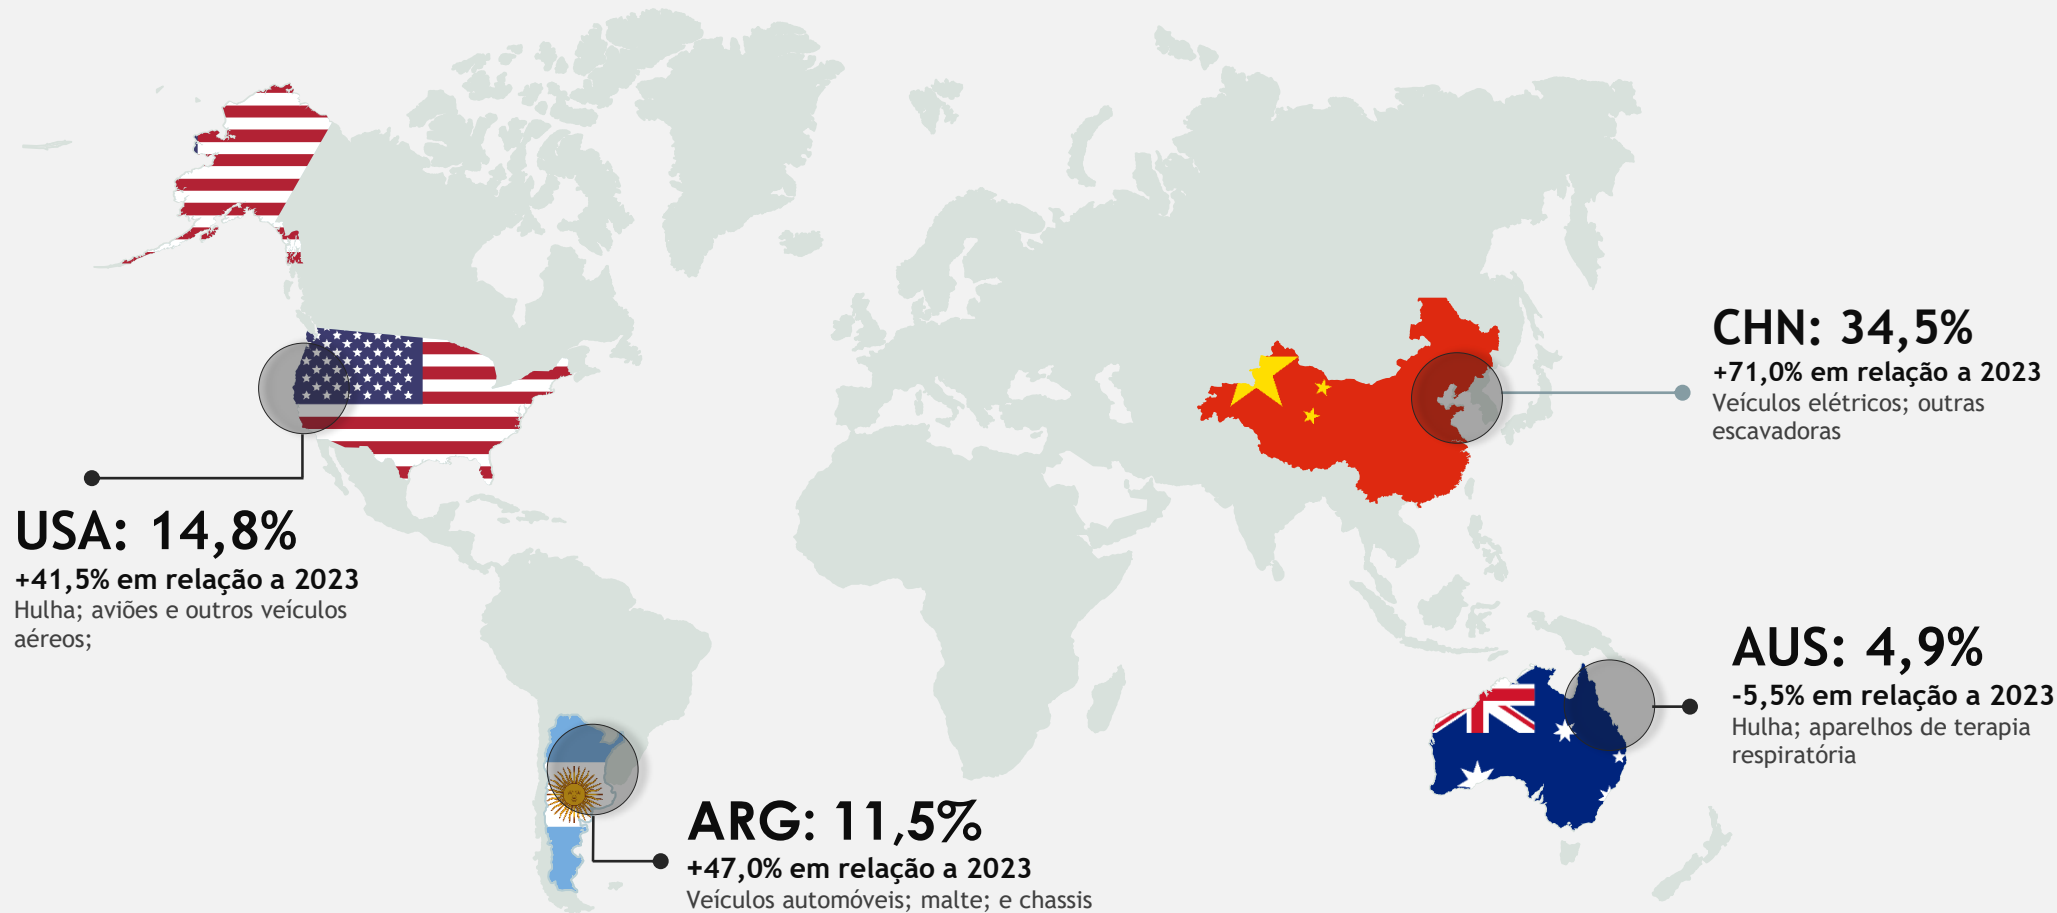 CHN: 34,5%
+71,0% em relação a 2023
Veículos elétricos; outras
escavadoras
USA: 14,8%
+41,5% em relação a 2023
Hulha; aviões e outros veículos
aéreos;
AUS: 4,9%
-5,5% em relação a 2023
Hulha; aparelhos de terapia
respiratória
ARG: 11,5%
+47,0% em relação a 2023
Veículos automóveis; malte; e chassis